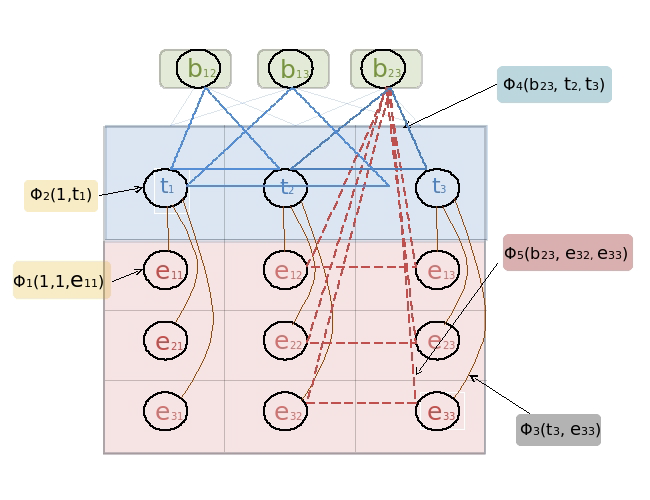 b₁₂ b₁₃ b₂₃
Φ₄(b₂₃, t₂, t₃)
Φ₂(1,t₁) t₁ t₂ t₃
Φ₅(b₂₃, e₃₂, e₃₃)
Φ₁(1,1,e₁₁) e₁₁ e₁₂ e₁₃
e₂₁ e₂₂ e₂₃
e₃₁ e₃₂ e₃₃
Φ₃(t₃, e₃₃)